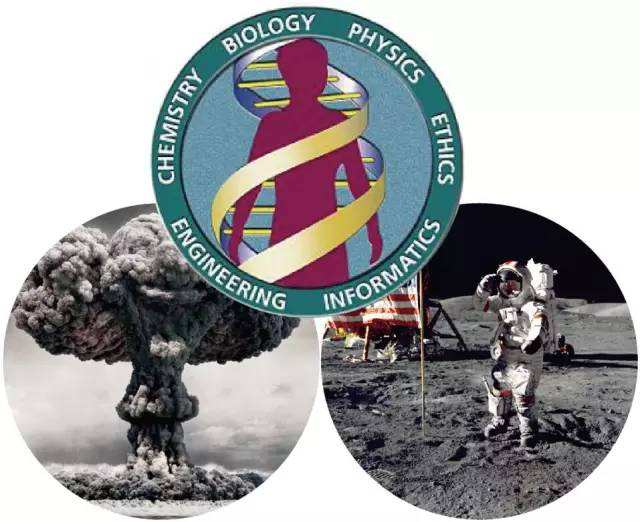 CHEMISTRY
BIOLOGY
PHYSICS
ETHICS
INFORMATICS
ENGINEERING